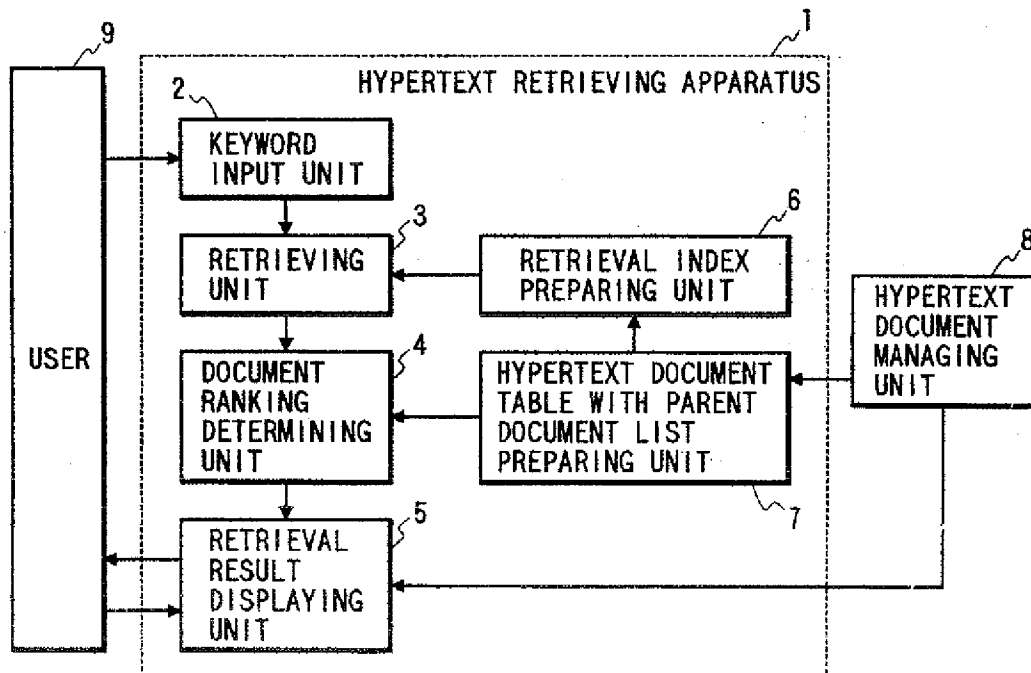 9
1
HYPERTEXT RETRIEVING APPARATUS
2
KEYWORD
INPUT UNIT
3
RETRIEVING
UNIT
6
RETRIEVAL INDEX
PREPARING UNIT
8
HYPERTEXT
DOCUMENT
MANAGING
UNIT
USER
4
DOCUMENT
RANKING
DETERMINING
UNIT
HYPERTEXT DOCUMENT
TABLE WITH PARENT
DOCUMENT LIST
PREPARING UNIT
7
5
RETRIEVAL
RESULT
DISPLAYING
UNIT